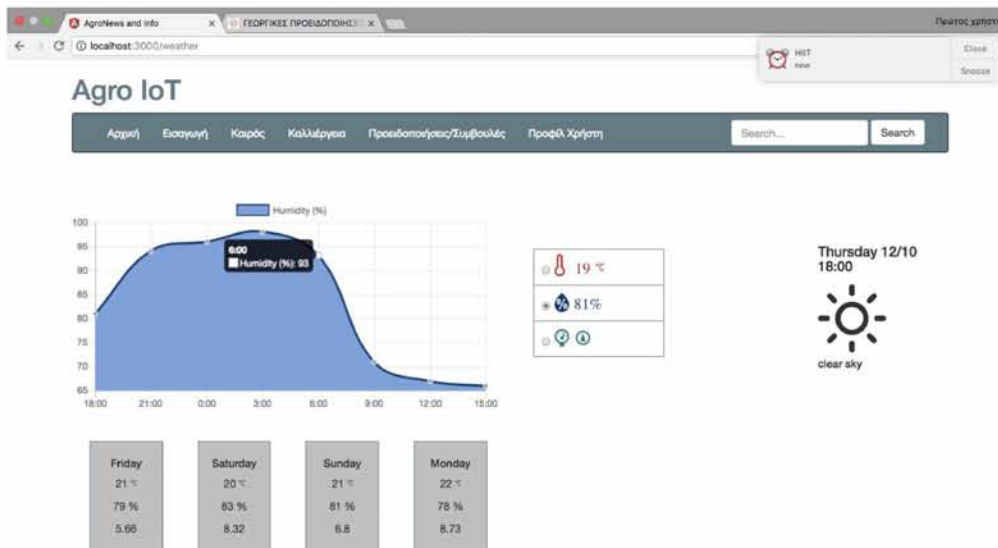 AgroNews and info
ΓΕΩΡΓΙΚΕΣ ΠΡΟΕΙΔΟΠΟΙΗΣΕΙΣ
Πρώτος χρήστη
localhost:3000/weather
HIIT
now
Close
Snooze
Agro IoT
Αρχική Εισαγωγή Καιρός Καλλιέργεια Προειδοποιήσεις/Συμβουλές Προφίλ Χρήστη Search... Search
Humidity (%)
100
95
90
85
80
75
70
65
6:00
Humidity (%): 93
18:00 21:00 0:00 3:00 6:00 9:00 12:00 15:00
19 °C
81%
Thursday 12/10
18:00
clear sky
Friday
21 °C
79 %
5.66
Saturday
20 °C
83 %
8.32
Sunday
21 °C
81 %
6.8
Monday
22 °C
78 %
8.73